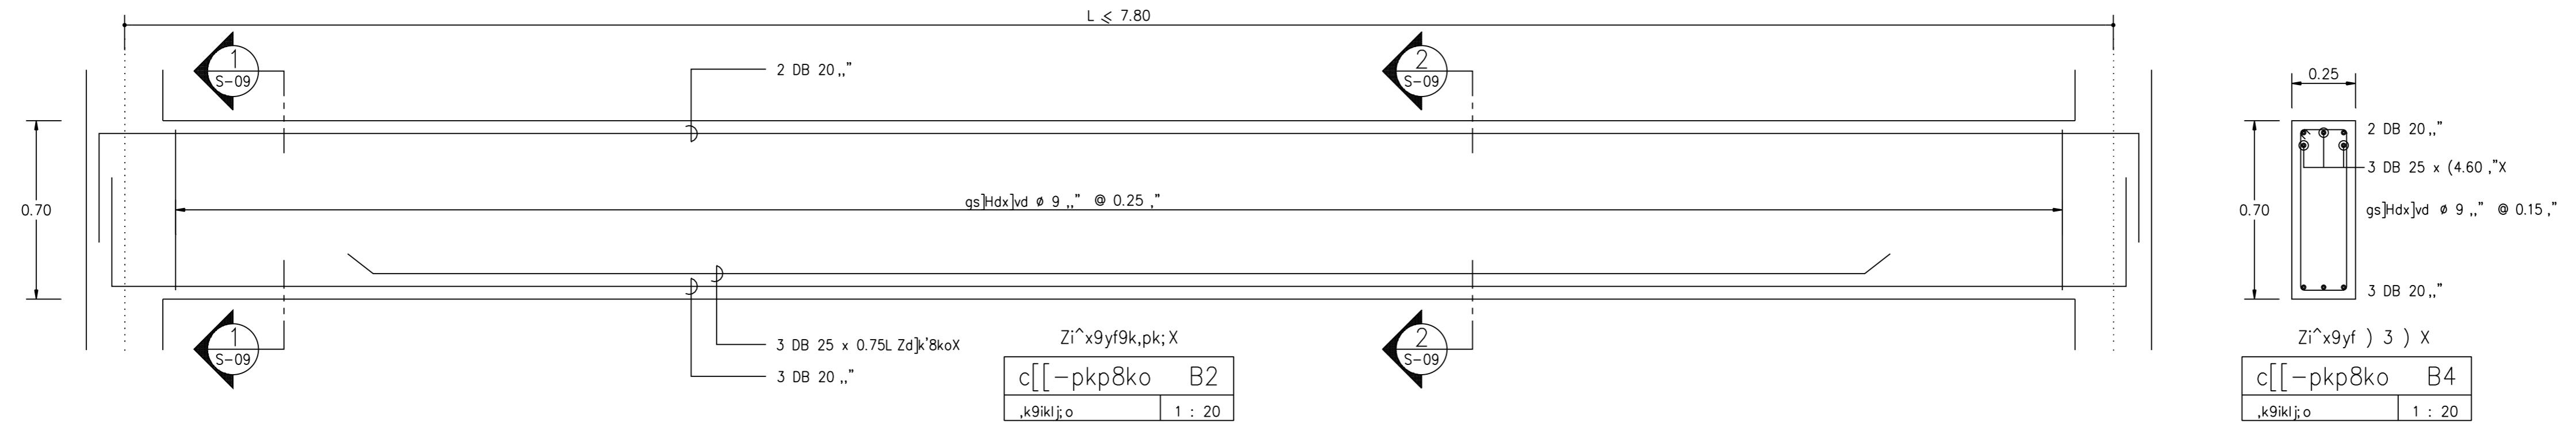 L ⩽ 7.80
1
S-09
2 DB 20,,"
2
S-09
0.25
2 DB 20,,"
3 DB 25 x (4.60 ,"X
0.70
gs]Hdx]vd ø 9 ,," @ 0.25 ,"
0.70
gs]Hdx]vd ø 9 ,," @ 0.15 ,"
3 DB 20,,"
1
S-09
3 DB 25 x 0.75L Zd]k'8koX
3 DB 20 ,,"
Zi^x9yf9k,pk;X
2
S-09
Zi^x9yf ) 3 ) X
c[[-pkp8ko B2
,k9iklj;o 1 : 20
c[[-pkp8ko B4
,k9iklj;o 1 : 20